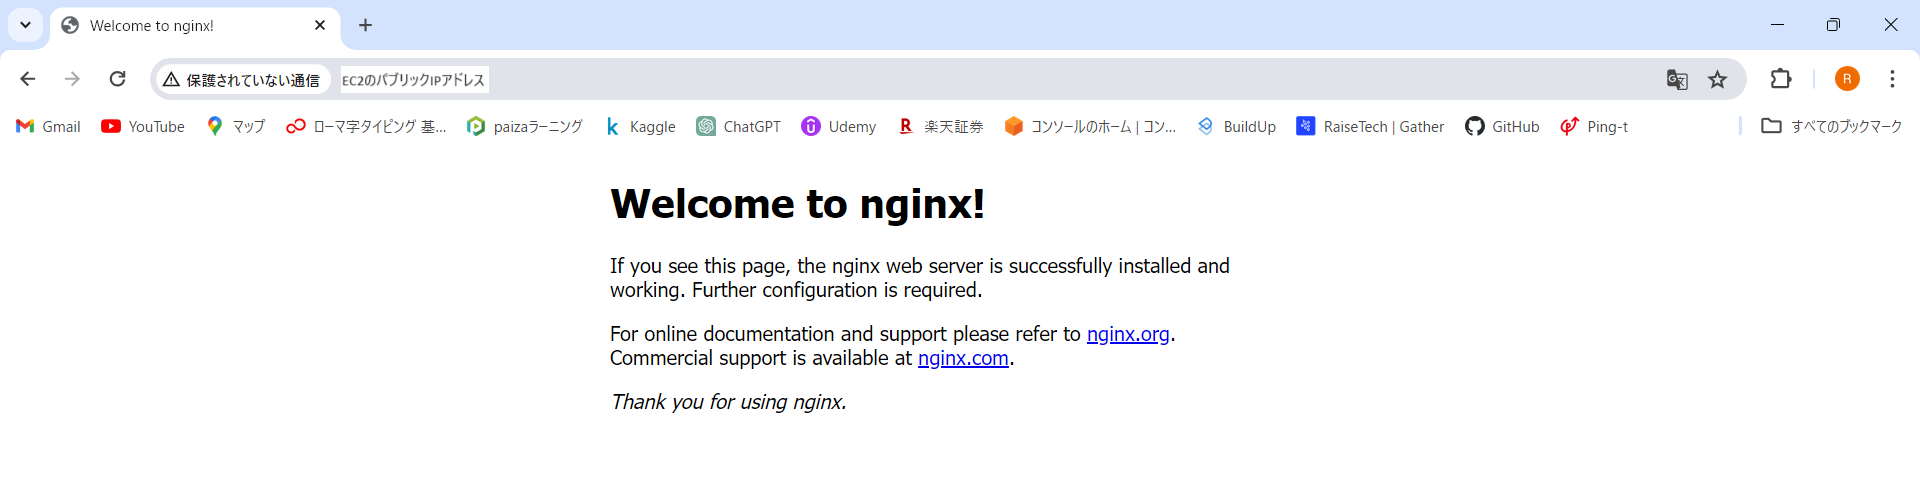 Welcome to nginx!
保護されていない通信 EC2のパブリックIPアドレス
R
Gmail YouTube マップ ローマ字タイピング 基... paizaラーニング Kaggle ChatGPT Udemy 楽天証券 コンソールのホーム | コン... BuildUp RaiseTech | Gather GitHub Ping-t すべてのブックマーク
Welcome to nginx!
If you see this page, the nginx web server is successfully installed and
working. Further configuration is required.
For online documentation and support please refer to nginx.org.
Commercial support is available at nginx.com.
Thank you for using nginx.